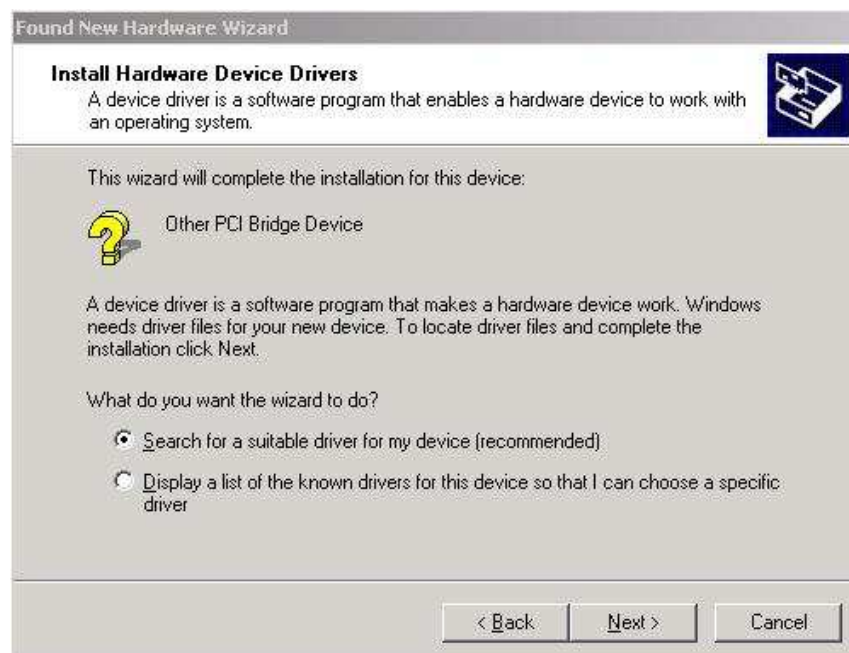 Found New Hardware Wizard
Install Hardware Device Drivers
A device driver is a software program that enables a hardware device to work with
an operating system.
This wizard will complete the installation for this device:
Other PCI Bridge Device
A device driver is a software program that makes a hardware device work. Windows
needs driver files for your new device. To locate driver files and complete the
installation click Next.
What do you want the wizard to do?
Search for a suitable driver for my device (recommended)
Display a list of the known drivers for this device so that I can choose a specific
driver
< Back Next > Cancel